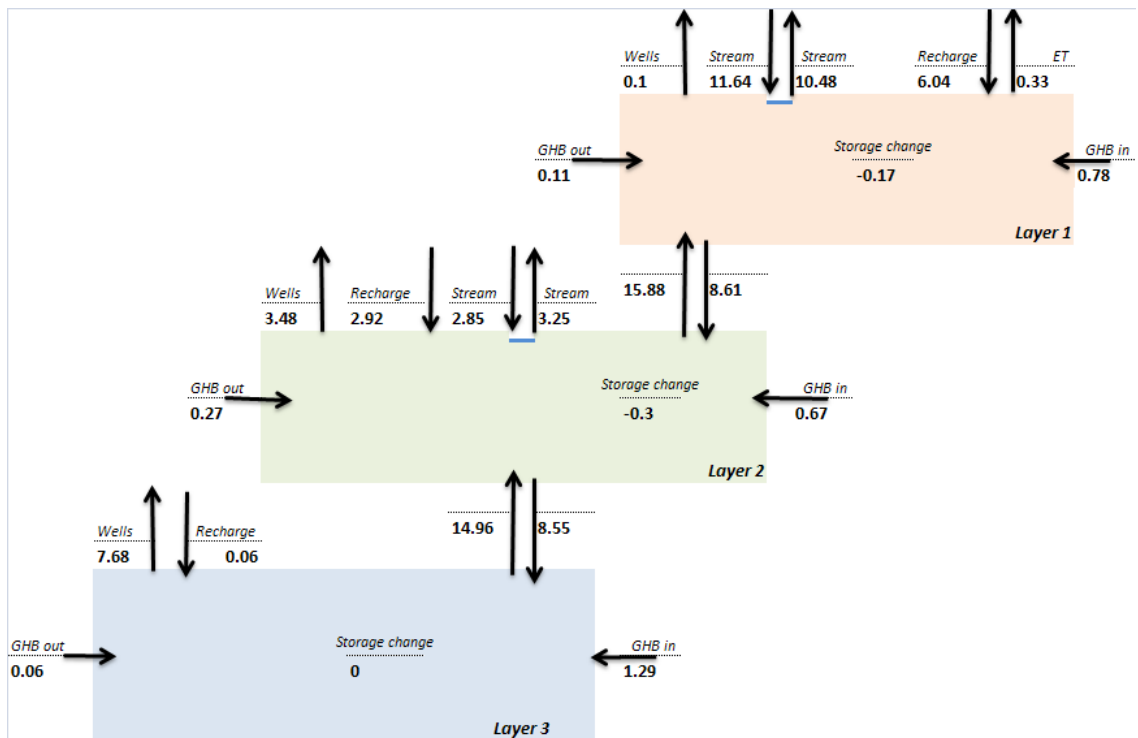 Wells Stream Stream Recharge ET
0.1 11.64 10.48 6.04 0.33
GHB out Storage change GHB in
0.11 -0.17 0.78
Layer 1
15.88 8.61
Wells Recharge Stream Stream
3.48 2.92 2.85 3.25
GHB out Storage change GHB in
0.27 -0.3 0.67
Layer 2
14.96 8.55
Wells Recharge
7.68 0.06
GHB out Storage change GHB in
0.06 0 1.29
Layer 3